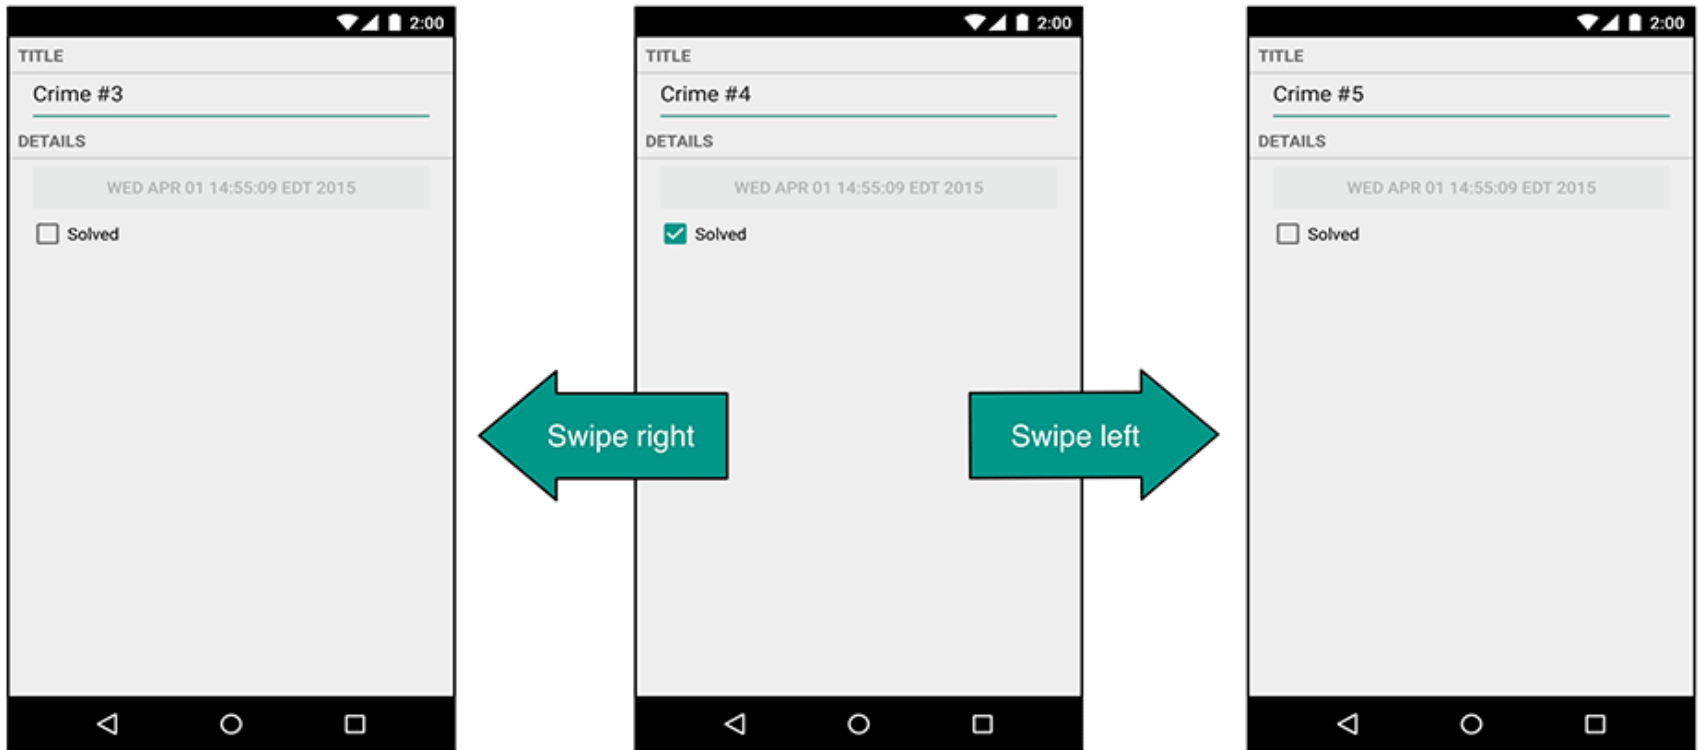 2:00
TITLE
Crime #3
DETAILS
WED APR 01 14:55:09 EDT 2015
Solved
2:00
TITLE
Crime #4
DETAILS
WED APR 01 14:55:09 EDT 2015
Solved
Swipe right
Swipe left
2:00
TITLE
Crime #5
DETAILS
WED APR 01 14:55:09 EDT 2015
Solved